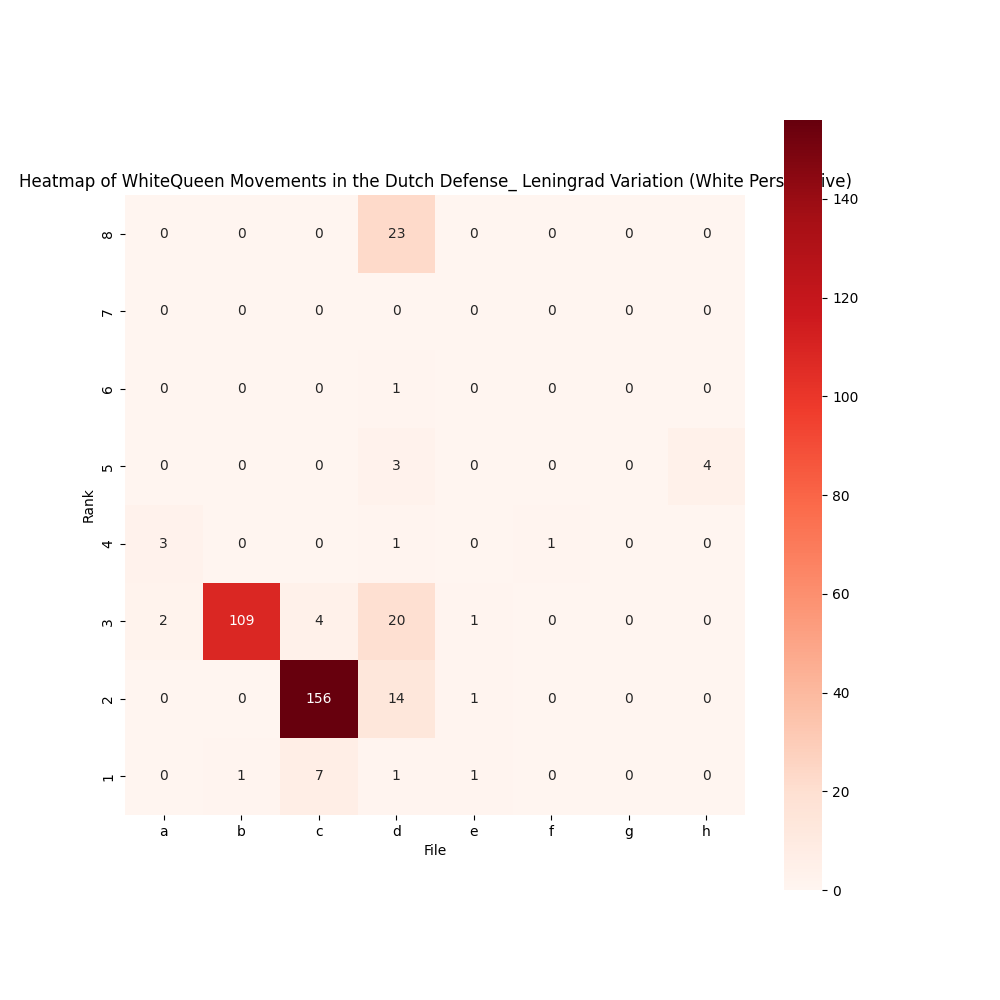 Heatmap of WhiteQueen Movements in the Dutch Defense_ Leningrad Variation (White Pers ive)
140
8 0 0 0 23 0 0 0 0
7 0 0 0 0 0 0 0 0
120
6 0 0 0 1 0 0 0 0
100
5 0 0 0 3 0 0 0 4
80
Rank
4 3 0 0 1 0 1 0 0
60
3 2 109 4 20 1 0 0 0
40
2 0 0 156 14 1 0 0 0
20
1 0 1 7 1 1 0 0 0
a b c d e f g h
File
0